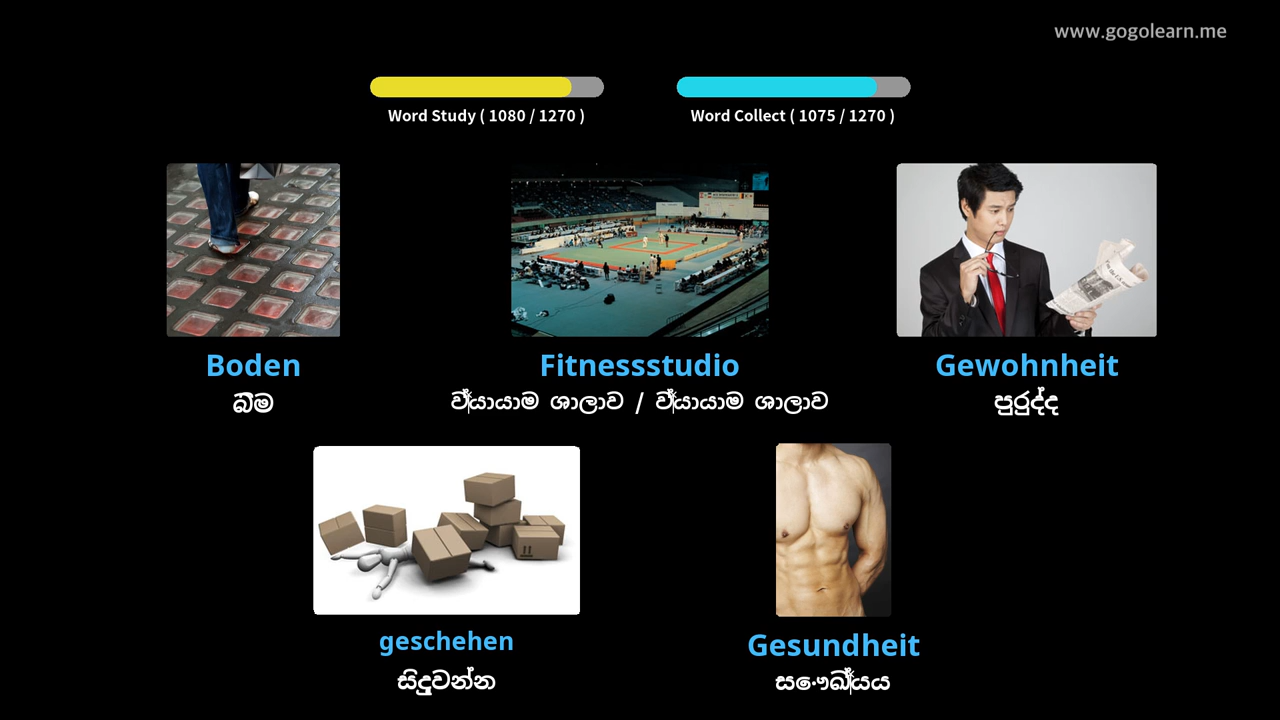 www.gogolearn.me
Word Study ( 1080 / 1270 )
Word Collect ( 1075 / 1270 )
Boden
බිම
Fitnessstudio
ව්‍යායාම ශාලාව / ව්‍යායාම ශාලාව
Gewohnheit
පුරුද්ද
geschehen
සිදුවන්න
Gesundheit
සෞඛ්‍යය